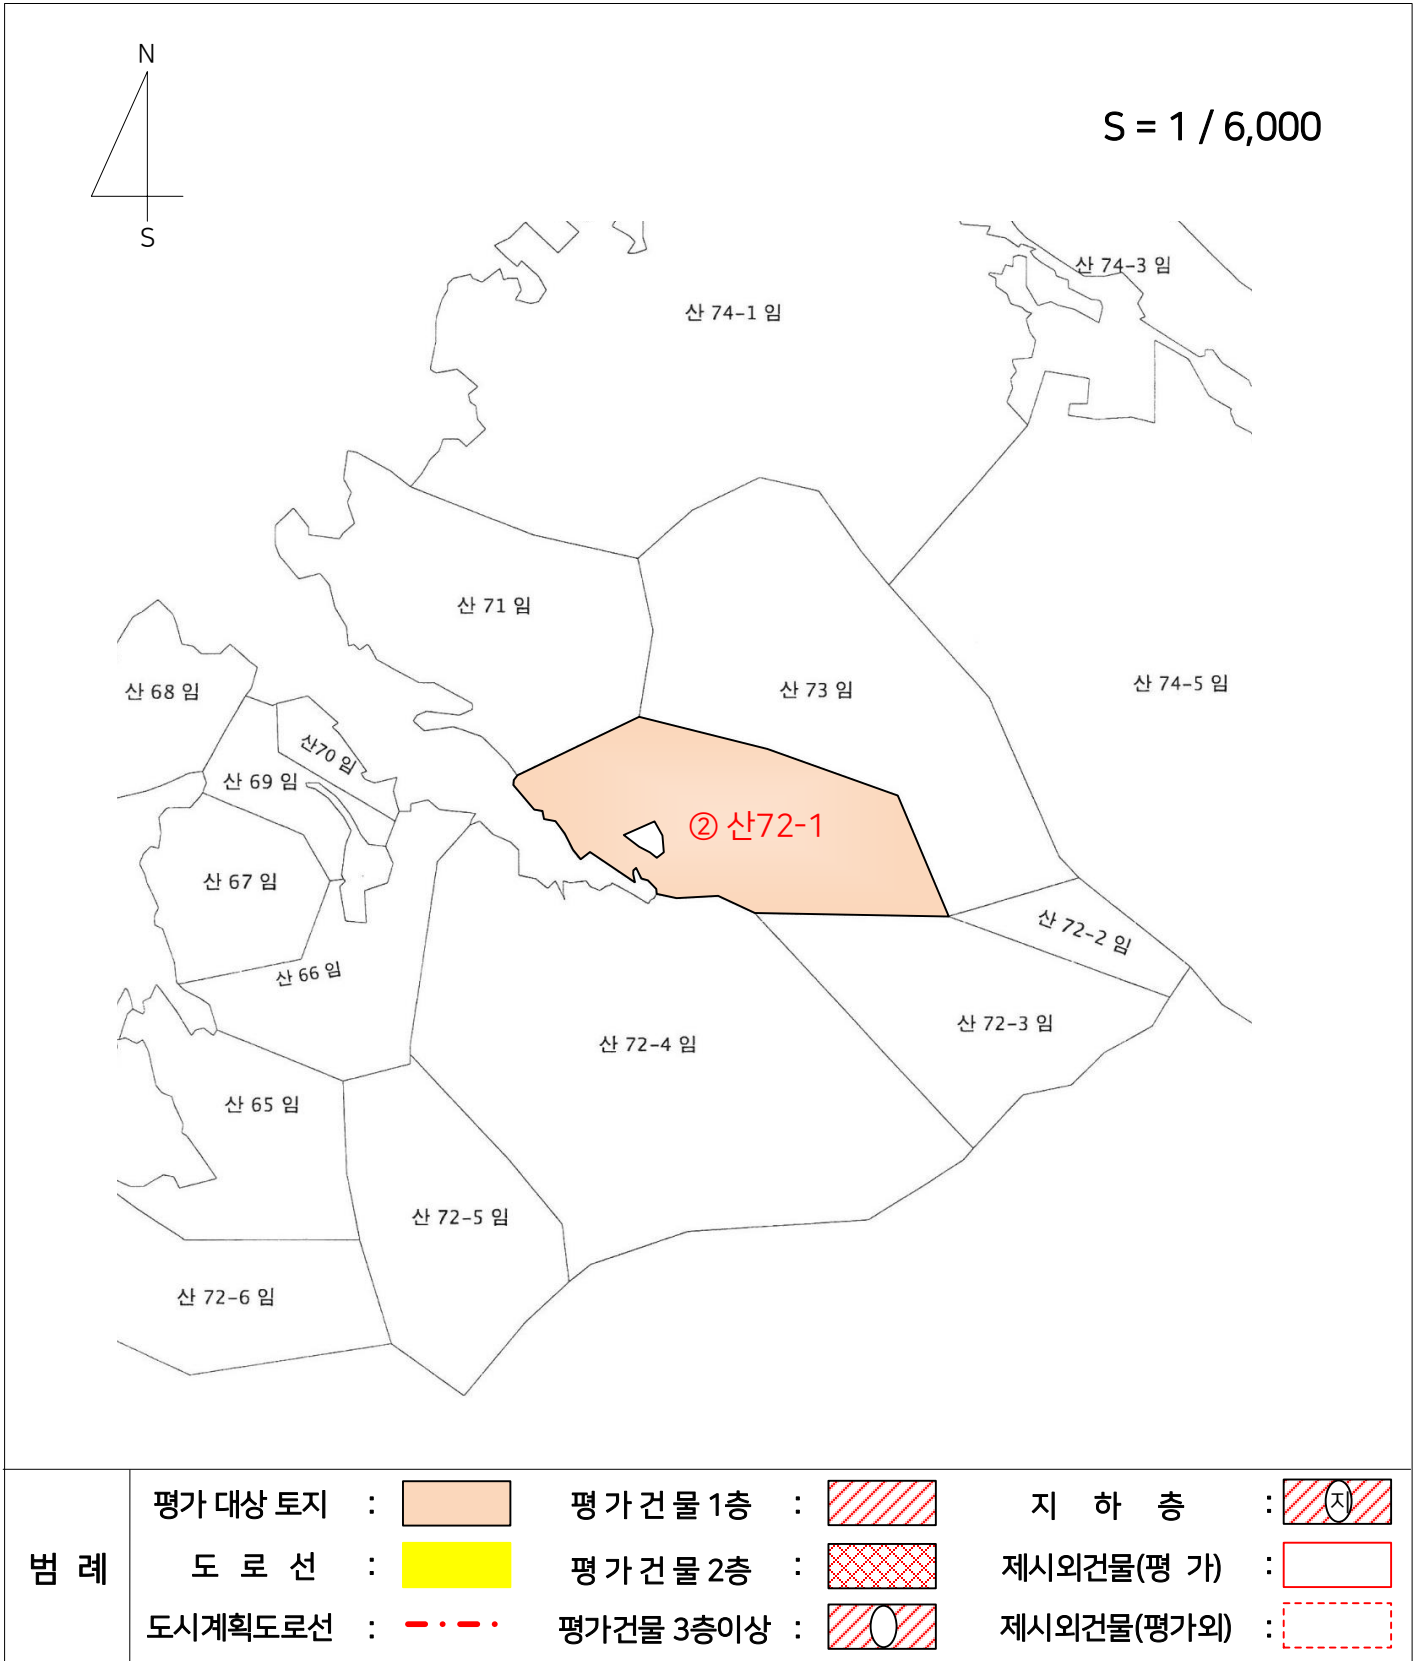 N
S
S = 1 / 6,000
산 74-3 임
산 74-1 임
산 71 임
산 68 임
산 73 임
산 74-5 임
산70 임
산 69 임
② 산72-1
산 67 임
산 72-2 임
산 66 임
산 72-3 임
산 72-4 임
산 65 임
산 72-5 임
산 72-6 임
범 례
평가 대상 토지 :
평 가 건 물 1층 :
지 하 층 : 지
도 로 선 :
평 가 건 물 2층 :
제시외건물(평 가) :
도시계획도로선 :
평가건물 3층이상 :
제시외건물(평가외) :